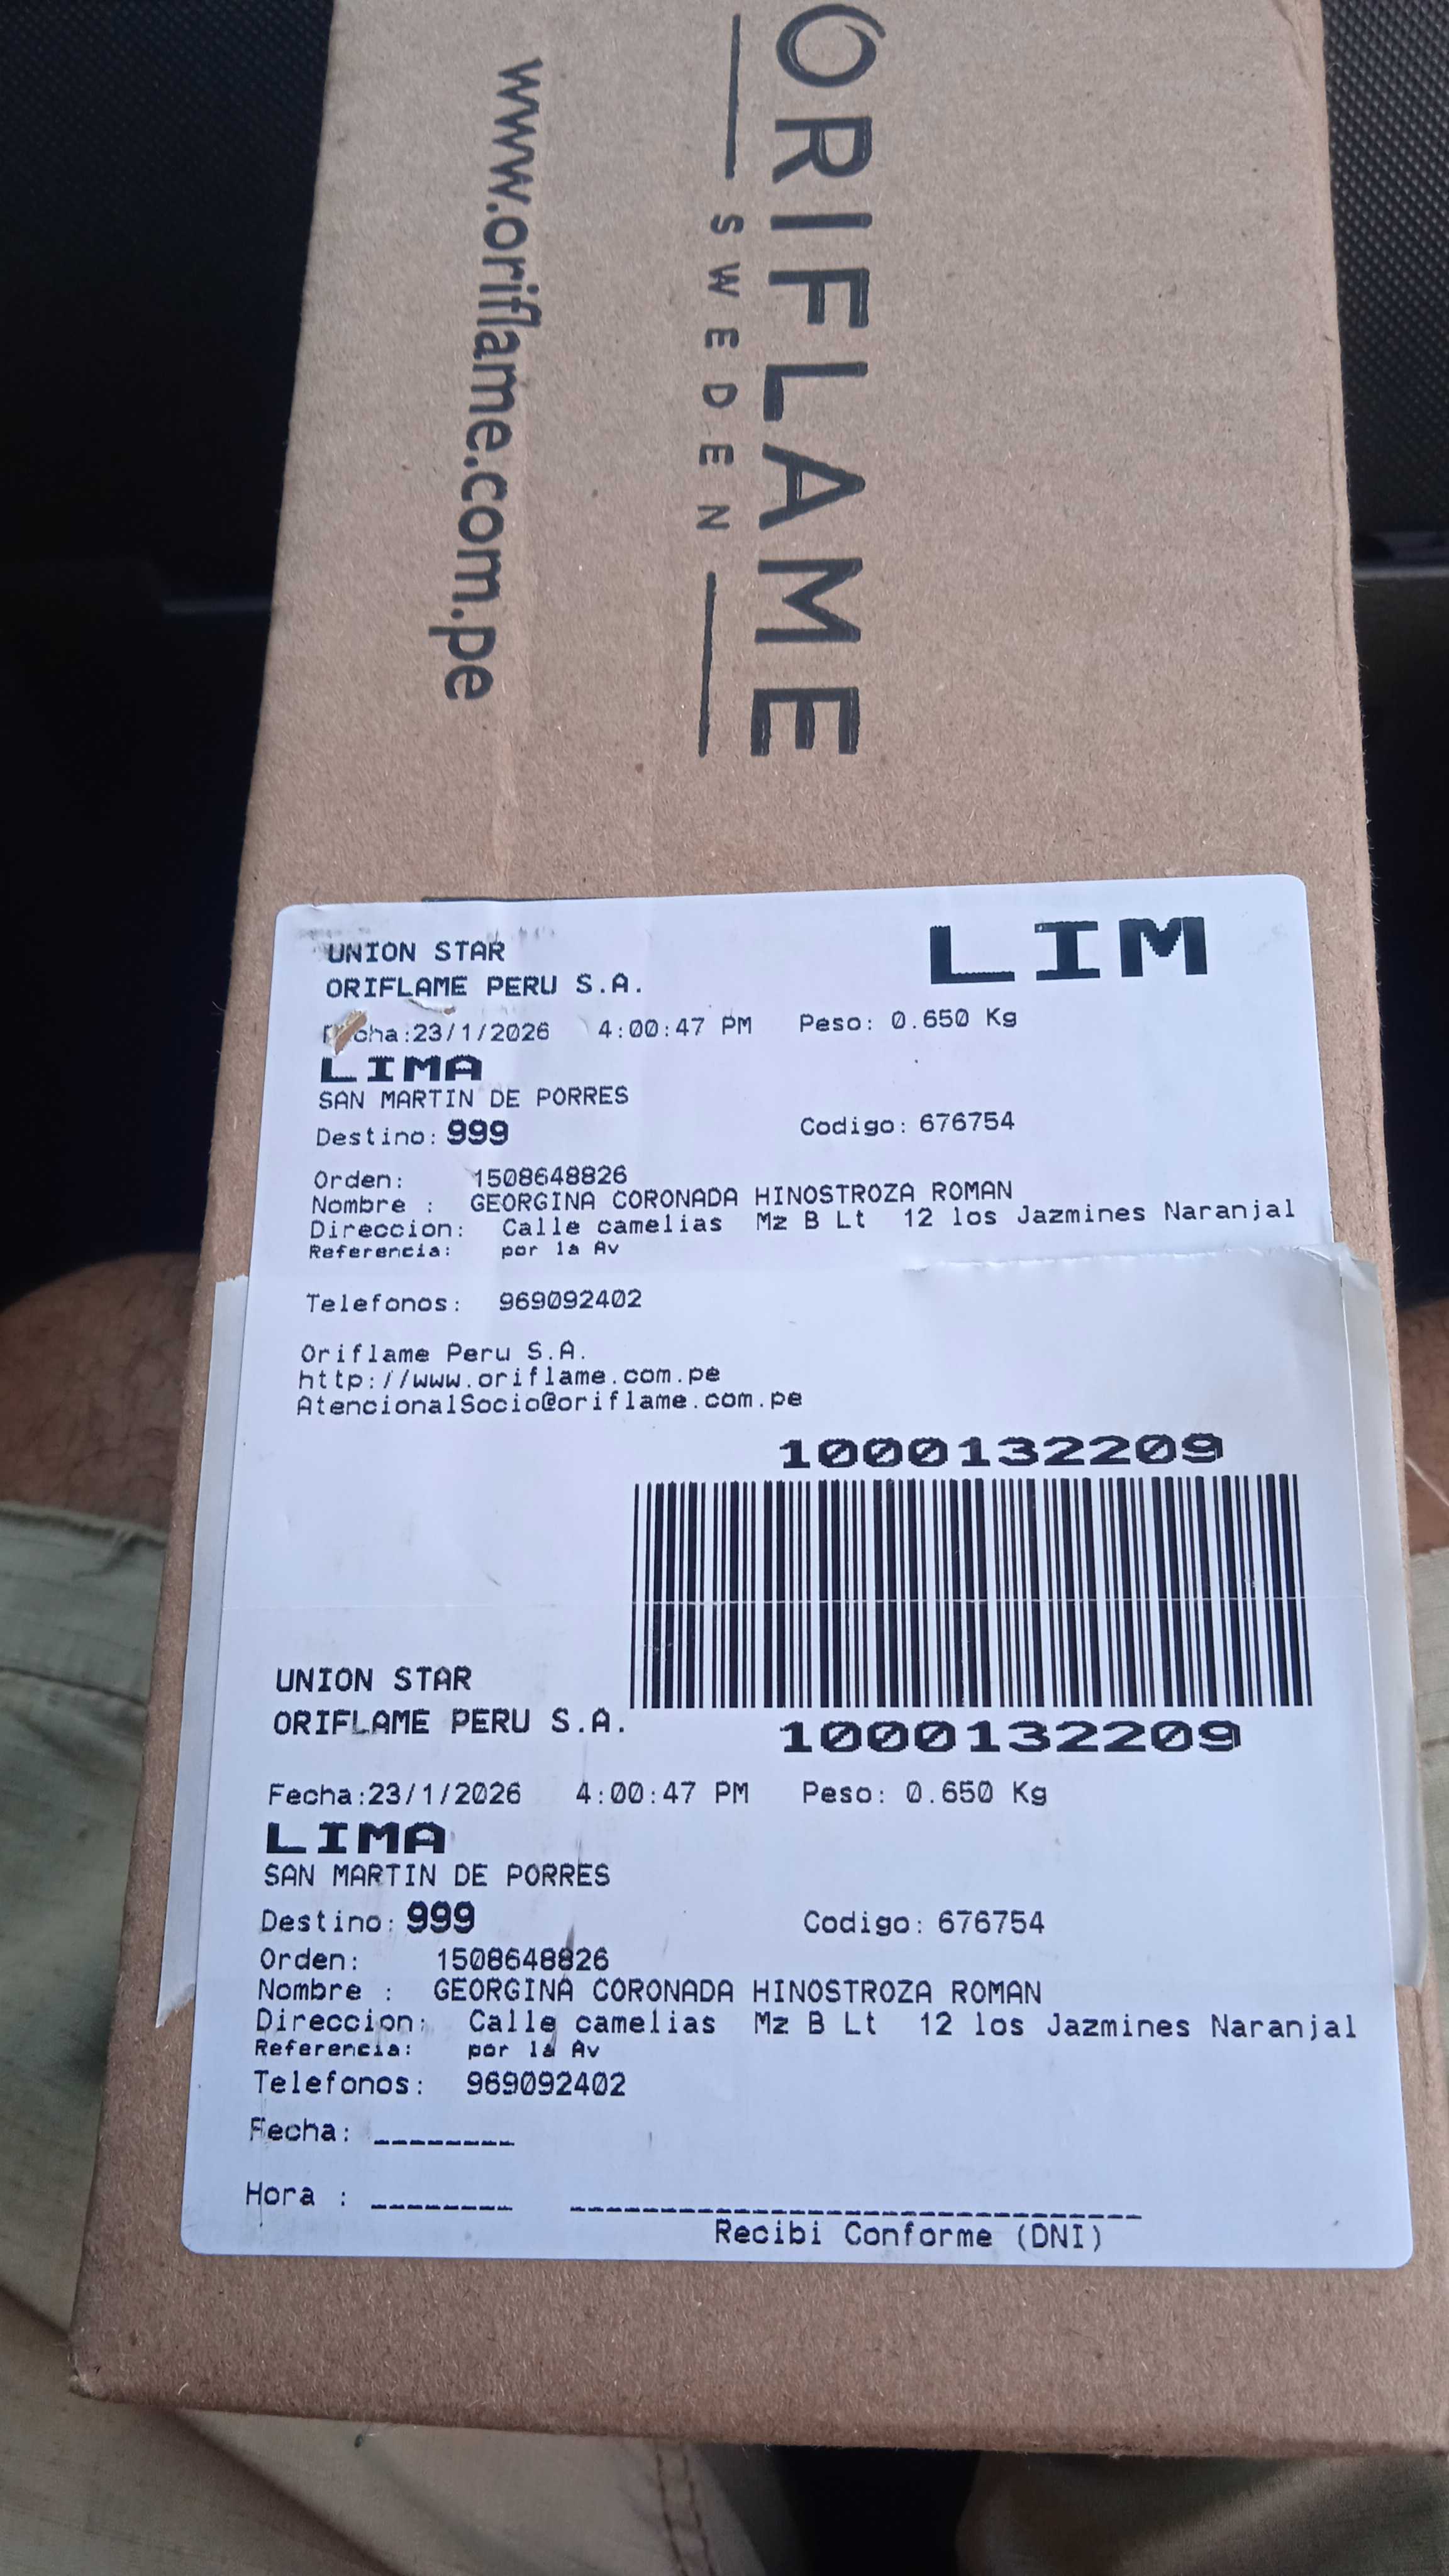 ORIFLAME
SWEDEN
www.oriflame.com.pe
LIM
UNION STAR
ORIFLAME PERU S.A.
Fecha:23/1/2026 4:00:47 PM Peso: 0.650 Kg
LIMA
SAN MARTIN DE PORRES
Destino: 999 Codigo: 676754
Orden: 1508648826
Nombre : GEORGINA CORONADA HINOSTROZA ROMAN
Direccion: Calle camelias Mz B Lt 12 los Jazmines Naranjal
Referencia: por la Av
Telefonos: 969092402
Oriflame Peru S.A.
http://www.oriflame.com.pe
AtencionalSocio@oriflame.com.pe
1000132209
1000132209
UNION STAR
ORIFLAME PERU S.A.
Fecha:23/1/2026 4:00:47 PM Peso: 0.650 Kg
LIMA
SAN MARTIN DE PORRES
Destino: 999 Codigo: 676754
Orden: 1508648826
Nombre : GEORGINA CORONADA HINOSTROZA ROMAN
Direccion: Calle camelias Mz B Lt 12 los Jazmines Naranjal
Referencia: por la Av
Telefonos: 969092402
Fecha: ________
Hora : ________ ________________________________
Recibi Conforme (DNI)